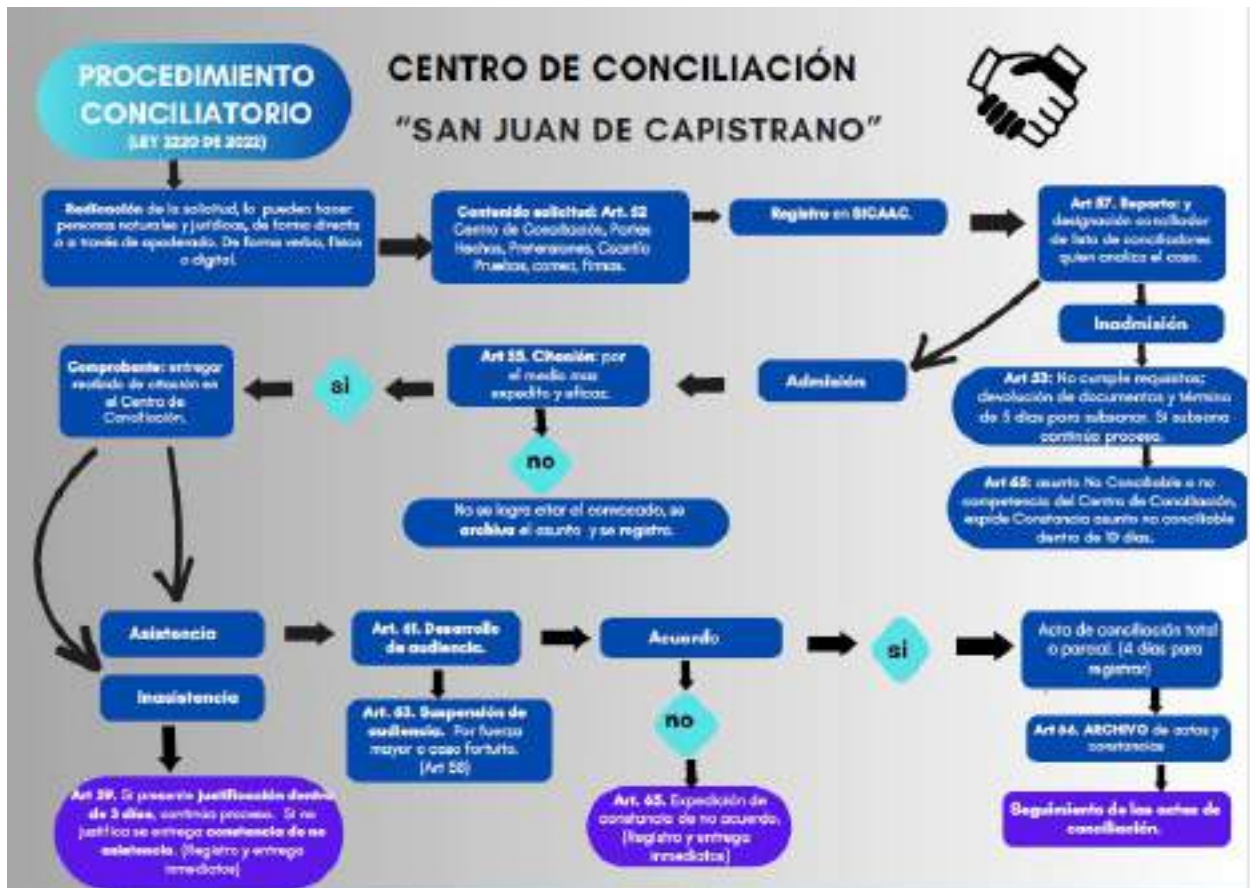 PROCEDIMIENTO
CONCILIATORIO
(LEY 2220 DE 2022)
CENTRO DE CONCILIACIÓN
"SAN JUAN DE CAPISTRANO"
Radicación de la solicitud, lo pueden hacer
personas naturales y jurídicas, de forma directa
o a través de apoderado. De forma verbo, física
o digital.
Contenido solicitud: Art. 52
Centro de Conciliación, Partes
Hechos, Pretensiones, Cuantía
Pruebas, correo, firmas.
Registro en SICAAC.
Art 57. Reparto: y
designación conciliador
de lista de conciliadores
quien analiza el caso.
Inadmisión
Art 53: No cumple requisitos:
devolución de documentos y término
de 5 días para subsanar. Si subsana
continúa proceso.
Art 65: asunto No Conciliable o no
competencia del Centro de Conciliación,
expide Constancia asunto no conciliable
dentro de 10 días.
Admisión
Art 55. Citación: por
el medio mas
expedito y eficaz.
si
Comprobante: entregar
recibido de citación en
el Centro de
Conciliación.
no
No se logra citar el convocado, se
archiva el asunto y se registra.
Asistencia
Inasistencia
Art 59. Si presente justificación dentro
de 3 días, continúa proceso. Si no
justifica se entrega constancia de no
asistencia. (Registro y entrega
inmediatos)
Art. 61. Desarrollo
de audiencia.
Art. 63. Suspensión de
audiencia. Por fuerza
mayor o caso fortuito.
(Art 58)
Acuerdo
no
Art. 65. Expedición de
constancia de no acuerdo,
(Registro y entrega
inmediatos)
si
Acta de conciliación total
o parcial. (4 días para
registrar)
Art 66. ARCHIVO de actas y
constancias
Seguimiento de las actas de
conciliación.